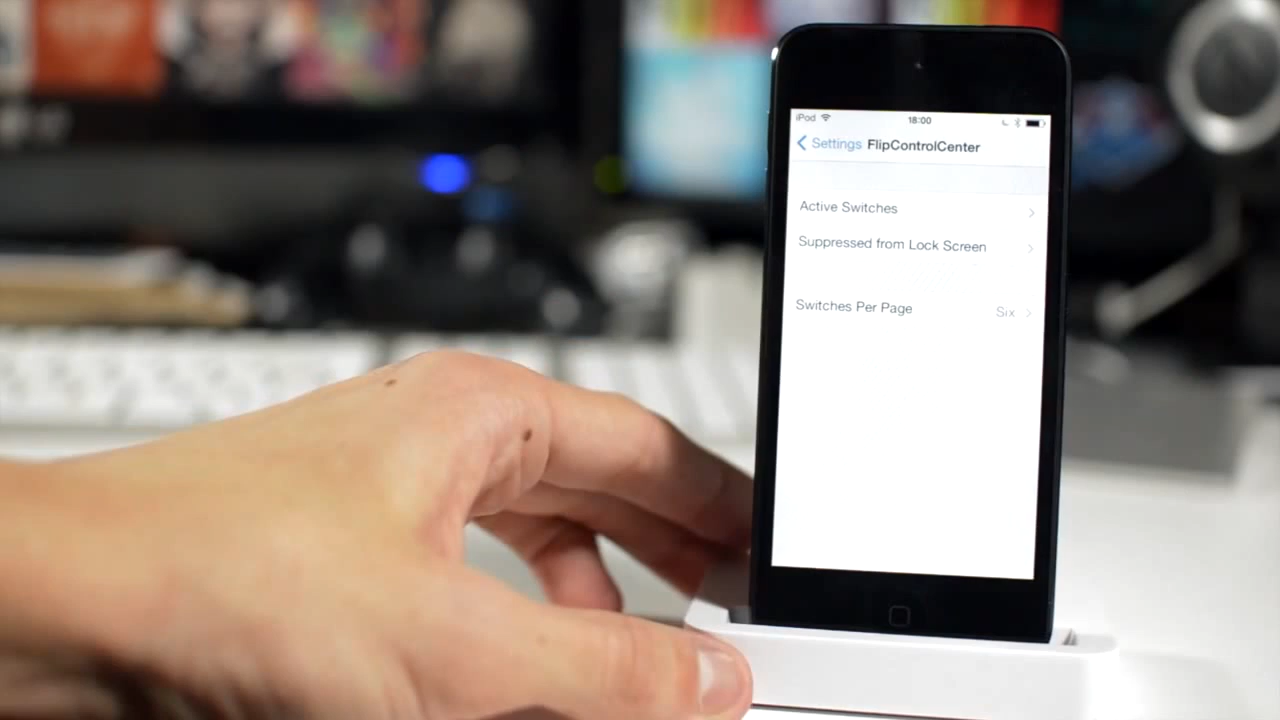 iPod 18:00
Settings FlipControlCenter
Active Switches
Suppressed from Lock Screen
Switches Per Page Six